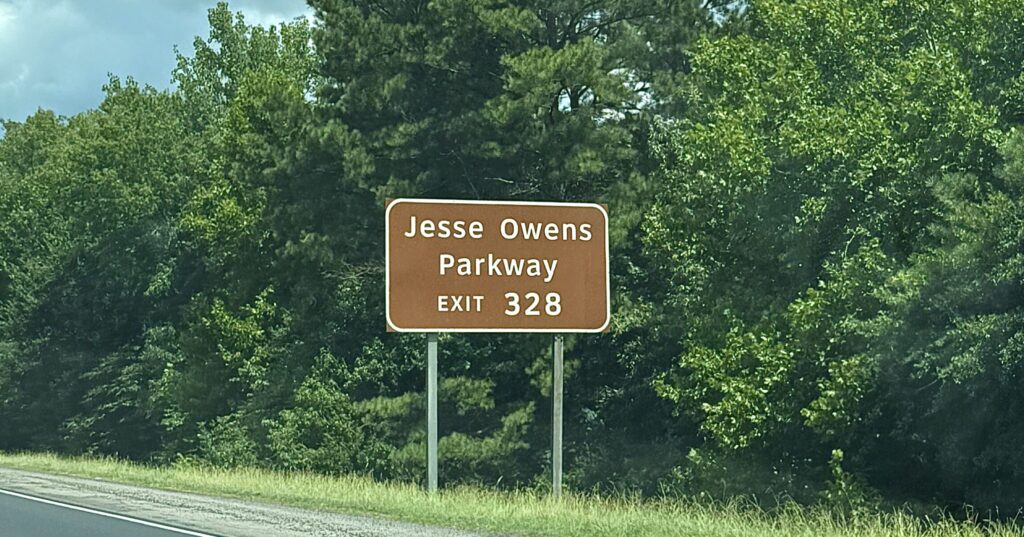 Jesse Owens
Parkway
EXIT 328